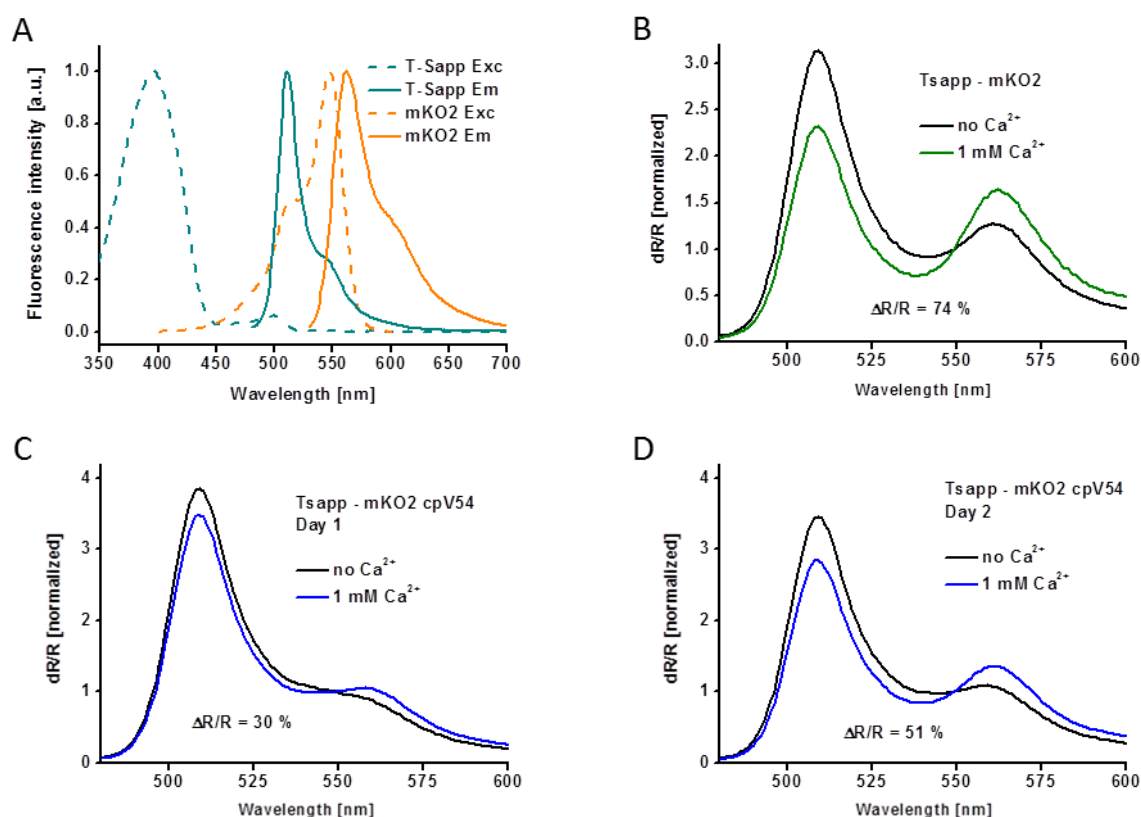 A
Fluorescence intensity [a.u.]
1.0
0.8
0.6
0.4
0.2
0.0
T-Sapp Exc
T-Sapp Em
mKO2 Exc
mKO2 Em
350 400 450 500 550 600 650 700
Wavelength [nm]
B
dR/R [normalized]
3.0
2.5
2.0
1.5
1.0
0.5
0.0
Tsapp - mKO2
no Ca²⁺
1 mM Ca²⁺
ΔR/R = 74 %
500 525 550 575 600
Wavelength [nm]
C
dR/R [normalized]
4
3
2
1
0
Tsapp - mKO2 cpV54
Day 1
no Ca²⁺
1 mM Ca²⁺
ΔR/R = 30 %
500 525 550 575 600
Wavelength [nm]
D
dR/R [normalized]
4
3
2
1
0
Tsapp - mKO2 cpV54
Day 2
no Ca²⁺
1 mM Ca²⁺
ΔR/R = 51 %
500 525 550 575 600
Wavelength [nm]